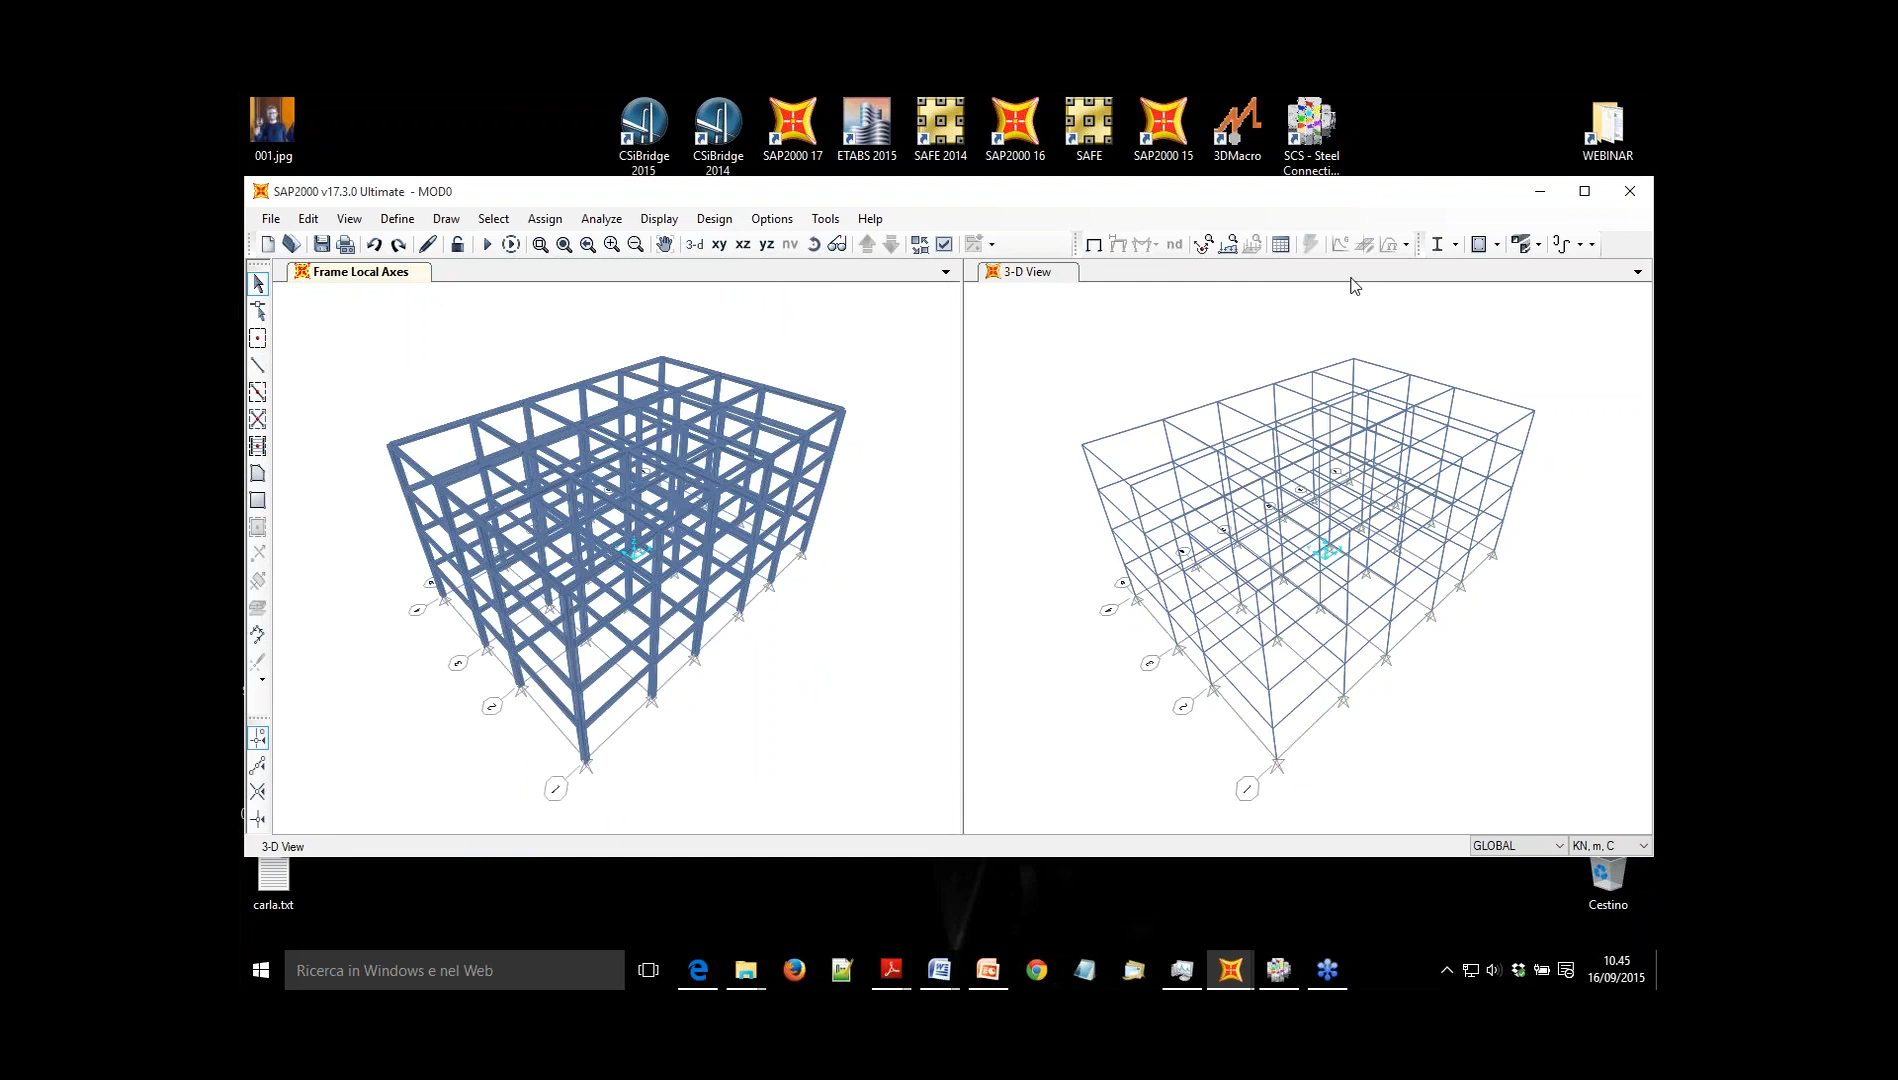 001.jpg
CSiBridge
2015
CSiBridge
2014
SAP2000 17
ETABS 2015
SAFE 2014
SAP2000 16
SAFE
SAP2000 15
3DMacro
SCS - Steel
Connecti...
WEBINAR
SAP2000 v17.3.0 Ultimate - MOD0
File Edit View Define Draw Select Assign Analyze Display Design Options Tools Help
3-d xy xz yz nv nd
Frame Local Axes
3-D View
3-D View
GLOBAL
KN, m, C
carla.txt
Cestino
Ricerca in Windows e nel Web
10.45
16/09/2015